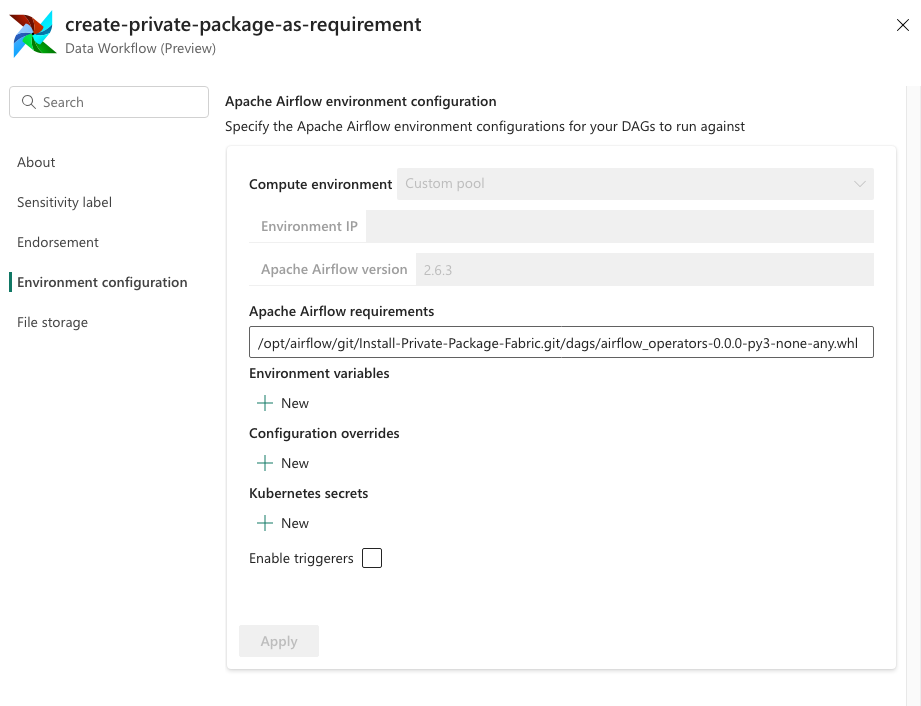 create-private-package-as-requirement
Data Workflow (Preview)
Search
About
Sensitivity label
Endorsement
Environment configuration
File storage
Apache Airflow environment configuration
Specify the Apache Airflow environment configurations for your DAGs to run against
Compute environment Custom pool
Environment IP
Apache Airflow version 2.6.3
Apache Airflow requirements
/opt/airflow/git/Install-Private-Package-Fabric.git/dags/airflow_operators-0.0.0-py3-none-any.whl
Environment variables
New
Configuration overrides
New
Kubernetes secrets
New
Enable triggerers
Apply